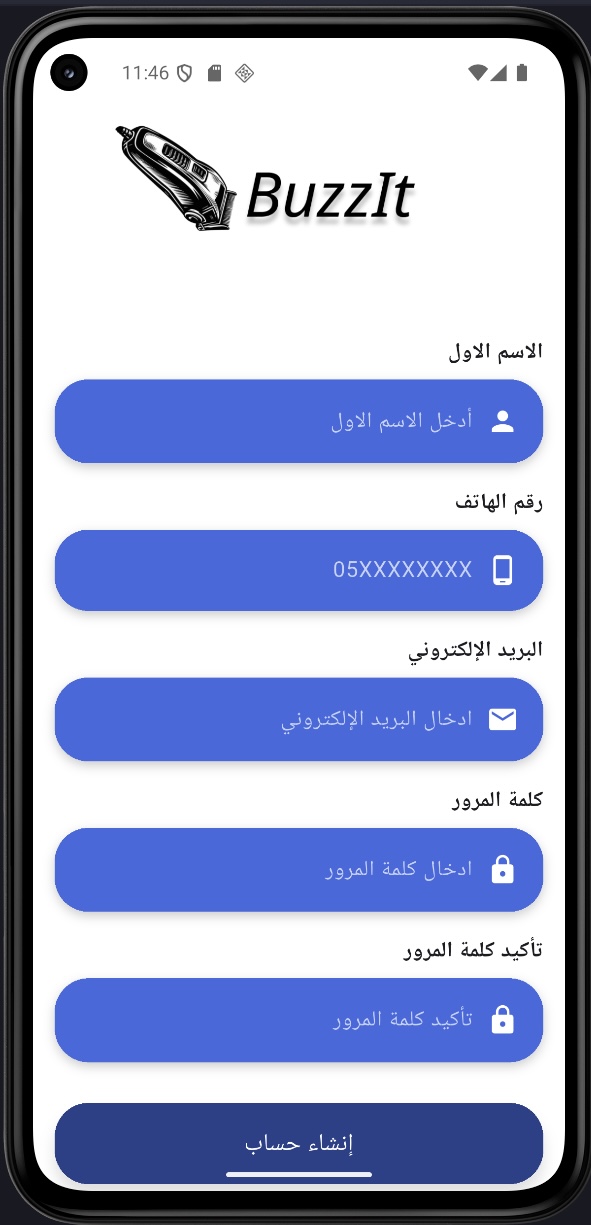 11:46
BuzzIt
الاسم الاول
أدخل الاسم الاول
رقم الهاتف
05XXXXXXXX
البريد الإلكتروني
ادخال البريد الإلكتروني
كلمة المرور
ادخال كلمة المرور
تأكيد كلمة المرور
تأكيد كلمة المرور
إنشاء حساب